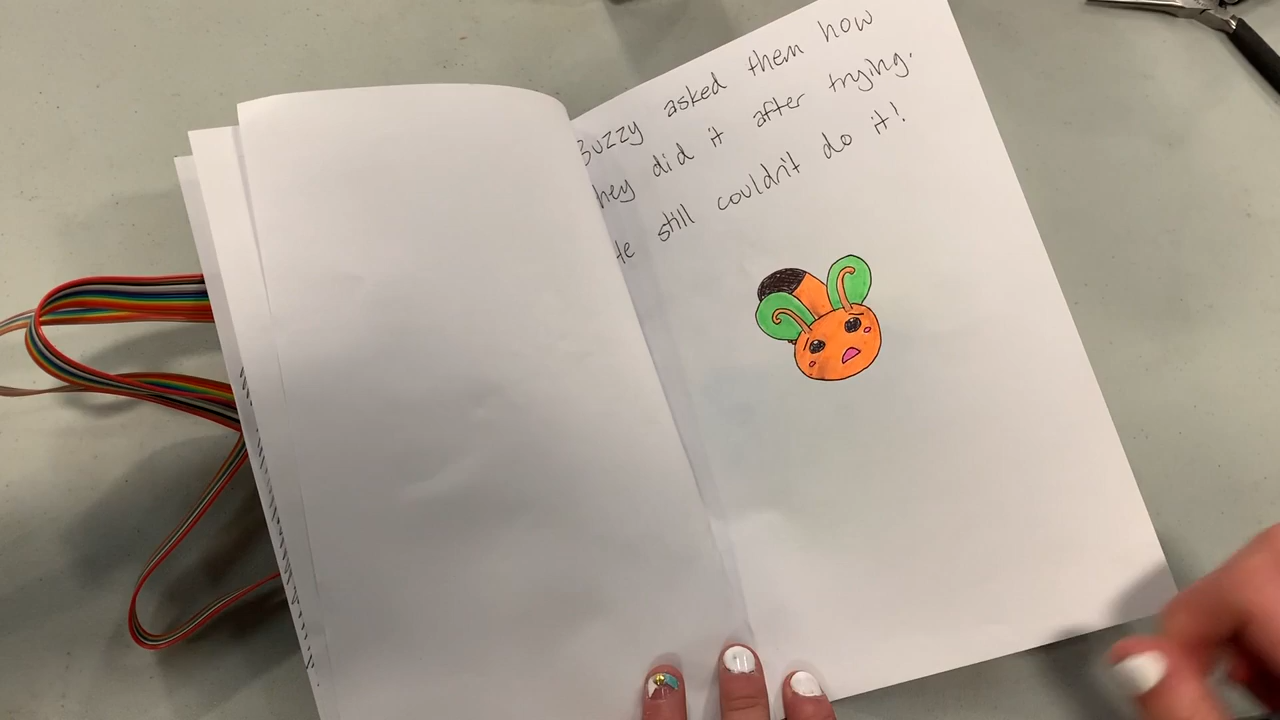 Buzzy asked them how
they did it after trying.
He still couldn't do it!